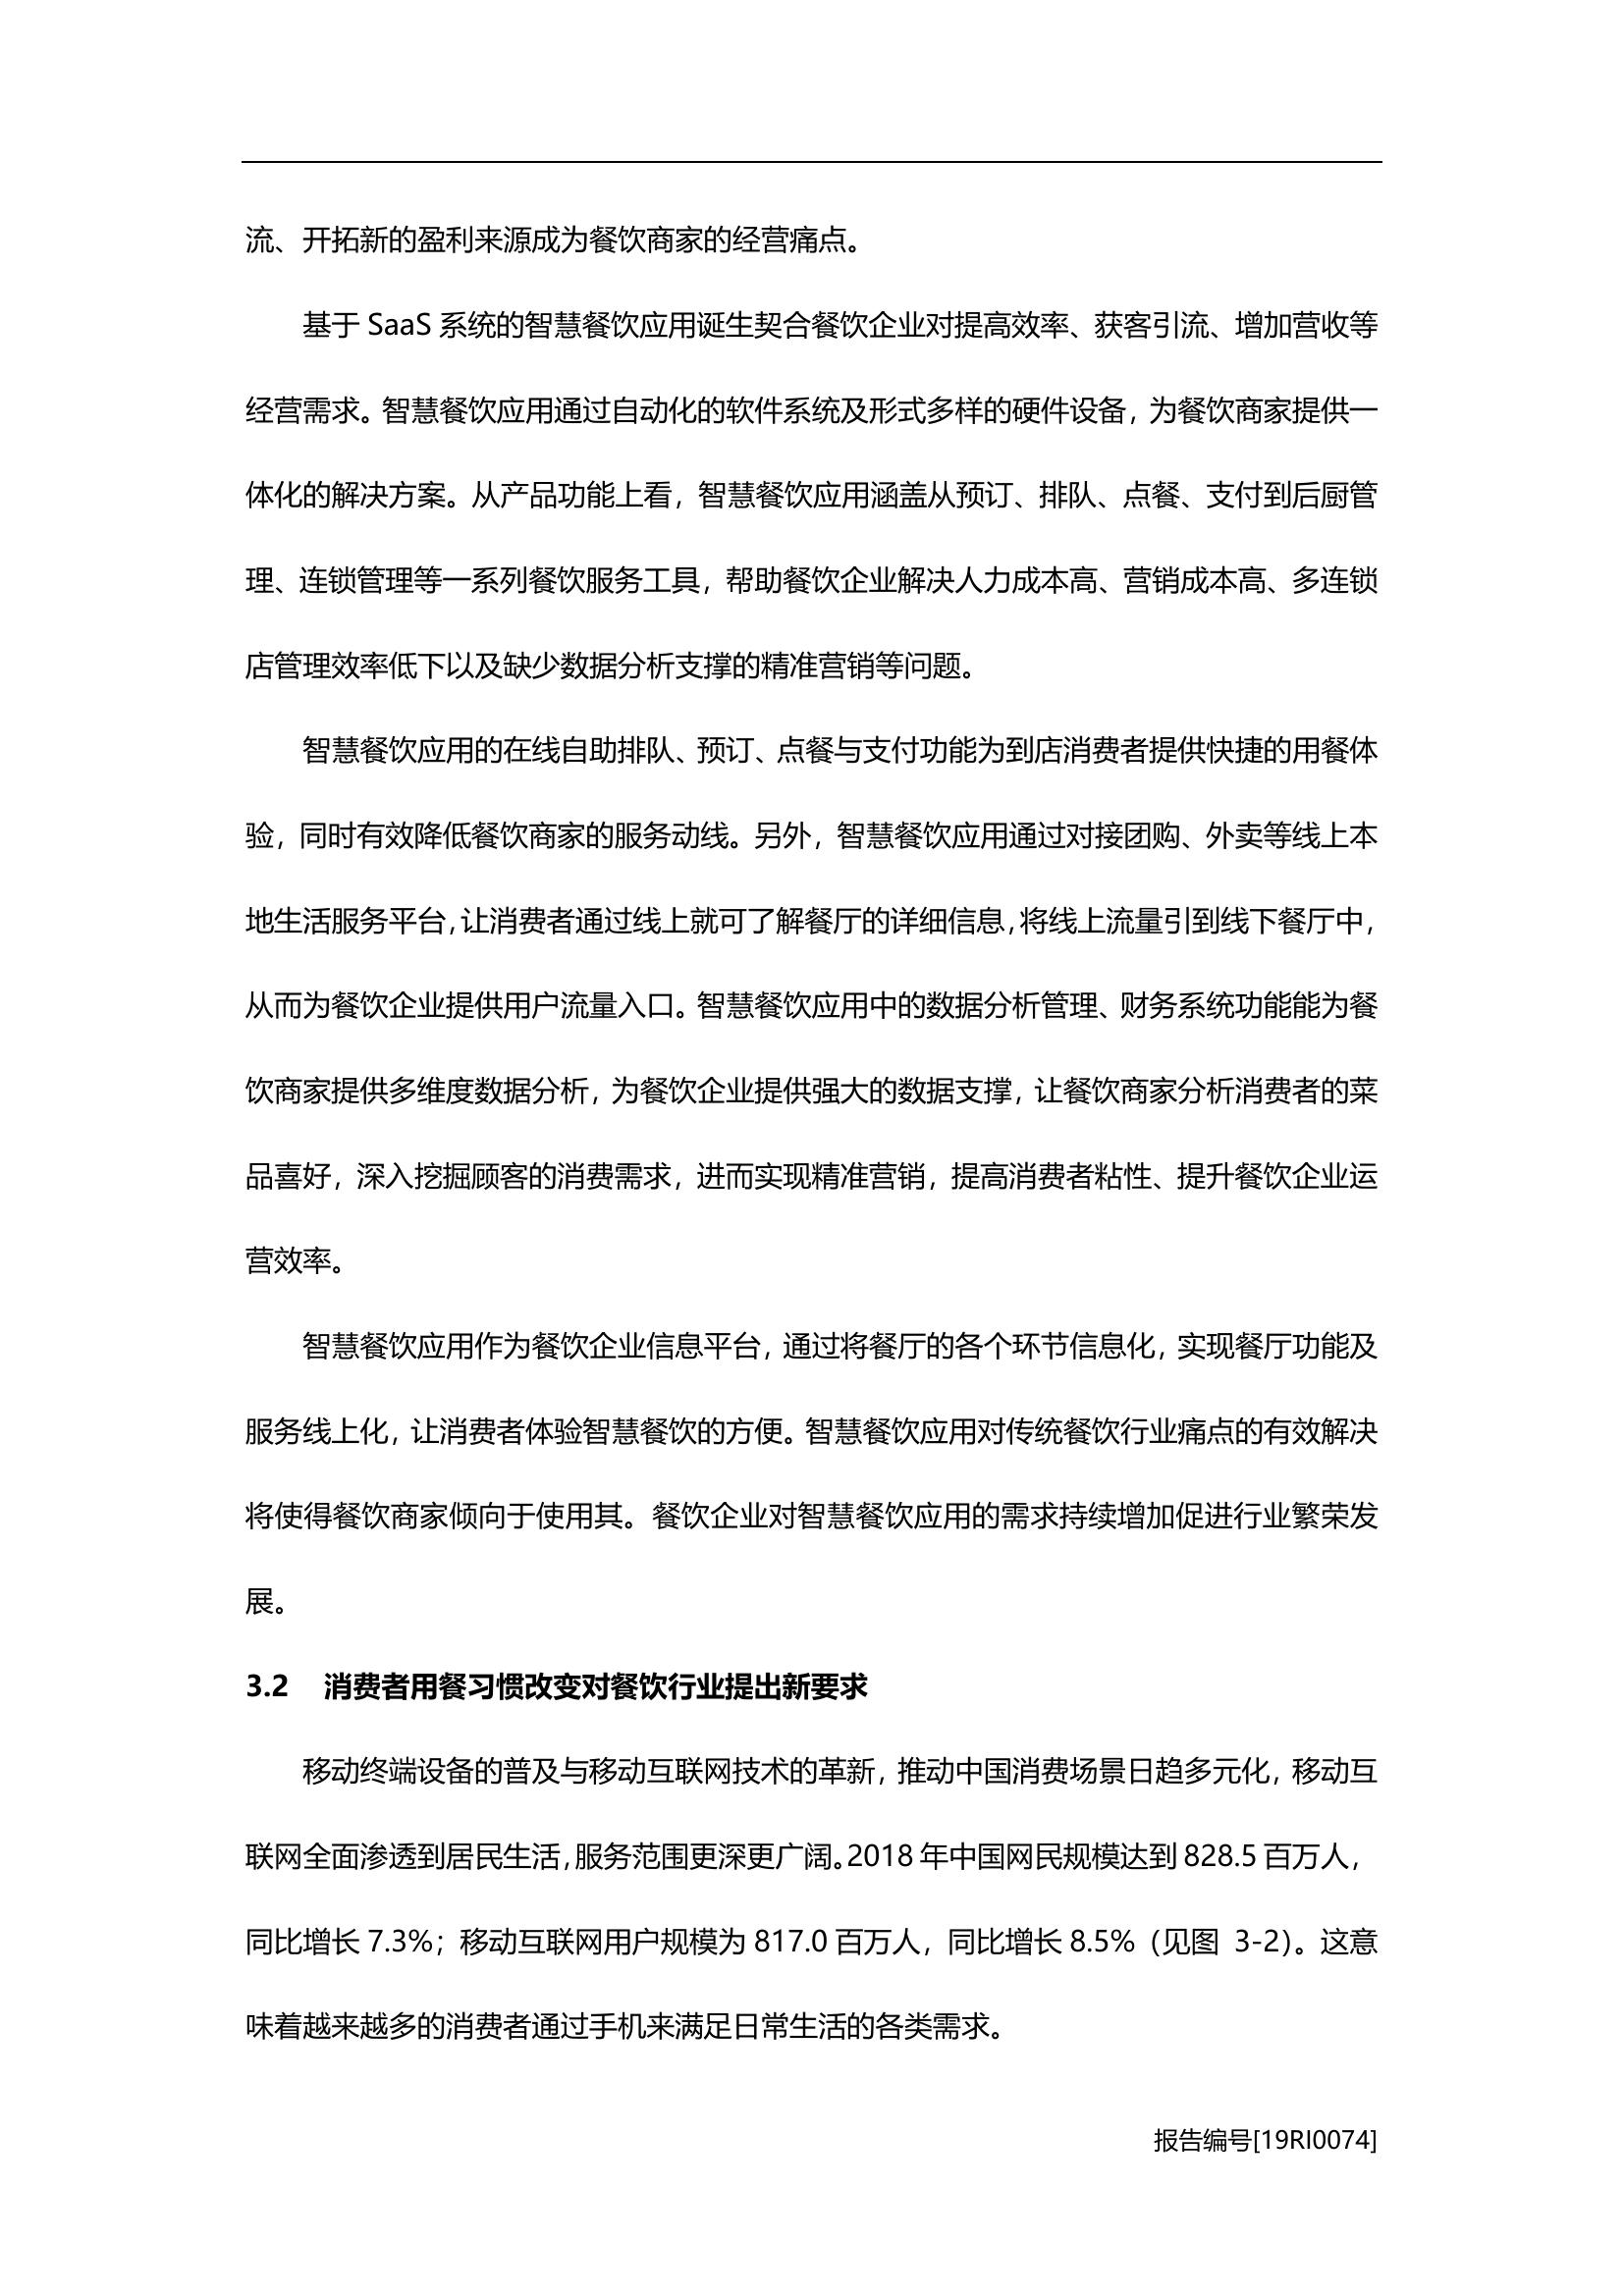 流、开拓新的盈利来源成为餐饮商家的经营痛点。
基于 SaaS 系统的智慧餐饮应用诞生契合餐饮企业对提高效率、获客引流、增加营收等
经营需求。智慧餐饮应用通过自动化的软件系统及形式多样的硬件设备，为餐饮商家提供一
体化的解决方案。从产品功能上看，智慧餐饮应用涵盖从预订、排队、点餐、支付到后厨管
理、连锁管理等一系列餐饮服务工具，帮助餐饮企业解决人力成本高、营销成本高、多连锁
店管理效率低下以及缺少数据分析支撑的精准营销等问题。
智慧餐饮应用的在线自助排队、预订、点餐与支付功能为到店消费者提供快捷的用餐体
验，同时有效降低餐饮商家的服务动线。另外，智慧餐饮应用通过对接团购、外卖等线上本
地生活服务平台，让消费者通过线上就可了解餐厅的详细信息，将线上流量引到线下餐厅中，
从而为餐饮企业提供用户流量入口。智慧餐饮应用中的数据分析管理、财务系统功能能为餐
饮商家提供多维度数据分析，为餐饮企业提供强大的数据支撑，让餐饮商家分析消费者的菜
品喜好，深入挖掘顾客的消费需求，进而实现精准营销，提高消费者粘性、提升餐饮企业运
营效率。
智慧餐饮应用作为餐饮企业信息平台，通过将餐厅的各个环节信息化，实现餐厅功能及
服务线上化，让消费者体验智慧餐饮的方便。智慧餐饮应用对传统餐饮行业痛点的有效解决
将使得餐饮商家倾向于使用其。餐饮企业对智慧餐饮应用的需求持续增加促进行业繁荣发
展。
3.2 消费者用餐习惯改变对餐饮行业提出新要求
移动终端设备的普及与移动互联网技术的革新，推动中国消费场景日趋多元化，移动互
联网全面渗透到居民生活，服务范围更深更广阔。2018 年中国网民规模达到 828.5 百万人，
同比增长 7.3%；移动互联网用户规模为 817.0 百万人，同比增长 8.5%（见图 3-2）。这意
味着越来越多的消费者通过手机来满足日常生活的各类需求。
报告编号[19RI0074]